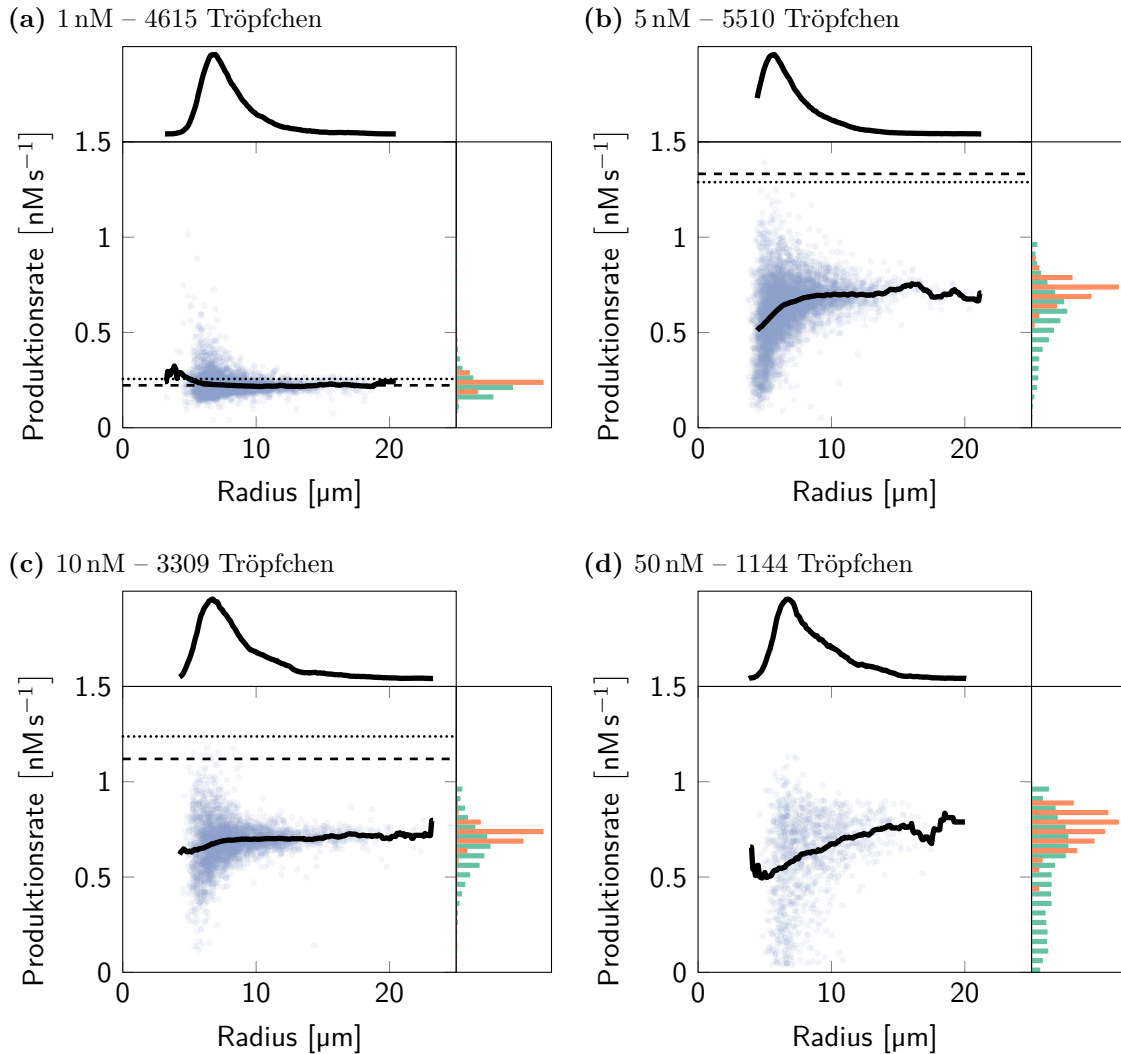 (a) 1 nM – 4615 Tröpfchen
1.5
1
0.5
0
Produktionsrate [nM s⁻¹]
0
10
20
Radius [µm]
(b) 5 nM – 5510 Tröpfchen
1.5
1
0.5
0
Produktionsrate [nM s⁻¹]
0
10
20
Radius [µm]
(c) 10 nM – 3309 Tröpfchen
1.5
1
0.5
0
Produktionsrate [nM s⁻¹]
0
10
20
Radius [µm]
(d) 50 nM – 1144 Tröpfchen
1.5
1
0.5
0
Produktionsrate [nM s⁻¹]
0
10
20
Radius [µm]